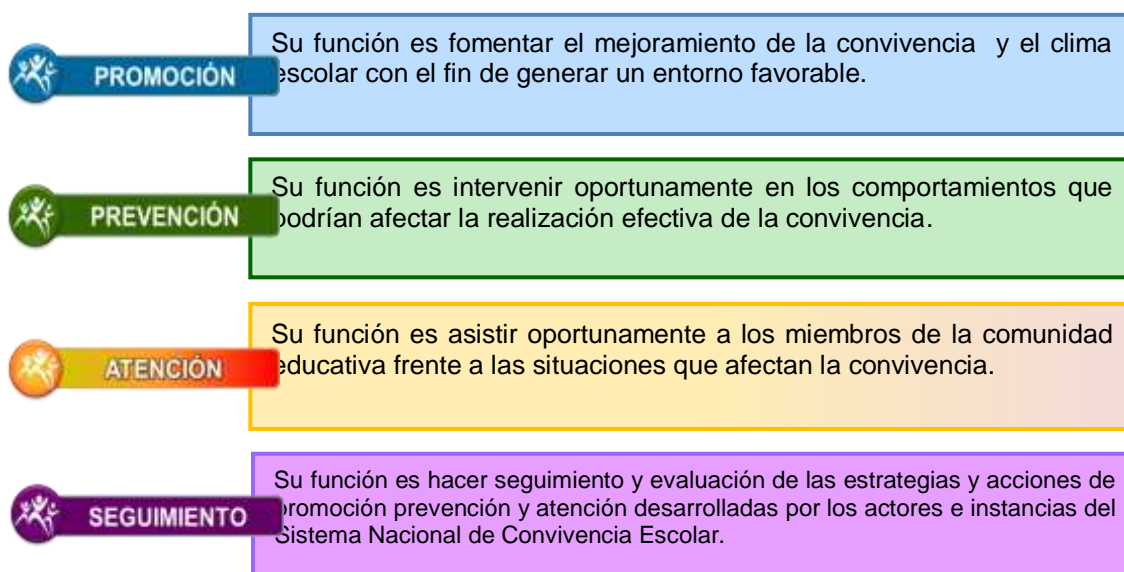 PROMOCIÓN
Su función es fomentar el mejoramiento de la convivencia y el clima
escolar con el fin de generar un entorno favorable.
PREVENCIÓN
Su función es intervenir oportunamente en los comportamientos que
podrían afectar la realización efectiva de la convivencia.
ATENCIÓN
Su función es asistir oportunamente a los miembros de la comunidad
educativa frente a las situaciones que afectan la convivencia.
SEGUIMIENTO
Su función es hacer seguimiento y evaluación de las estrategias y acciones de
promoción prevención y atención desarrolladas por los actores e instancias del
Sistema Nacional de Convivencia Escolar.